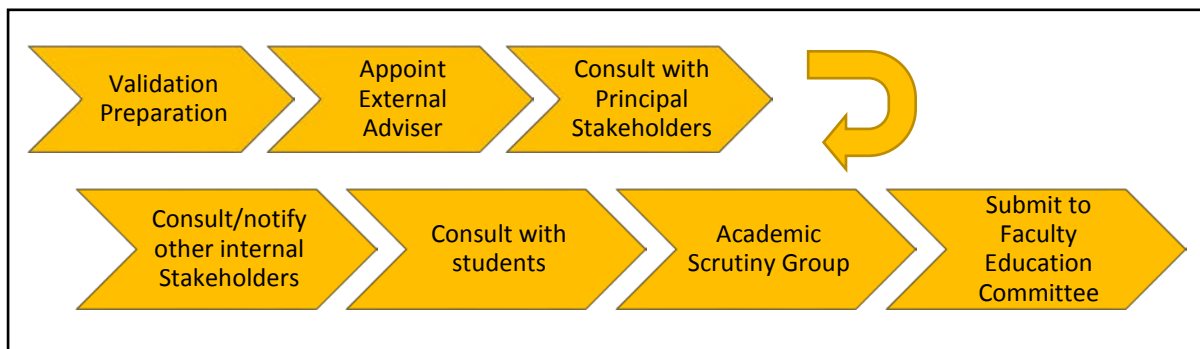 Validation
Preparation
Appoint
External
Adviser
Consult with
Principal
Stakeholders
Consult/notify
other internal
Stakeholders
Consult with
students
Academic
Scrutiny Group
Submit to
Faculty
Education
Committee